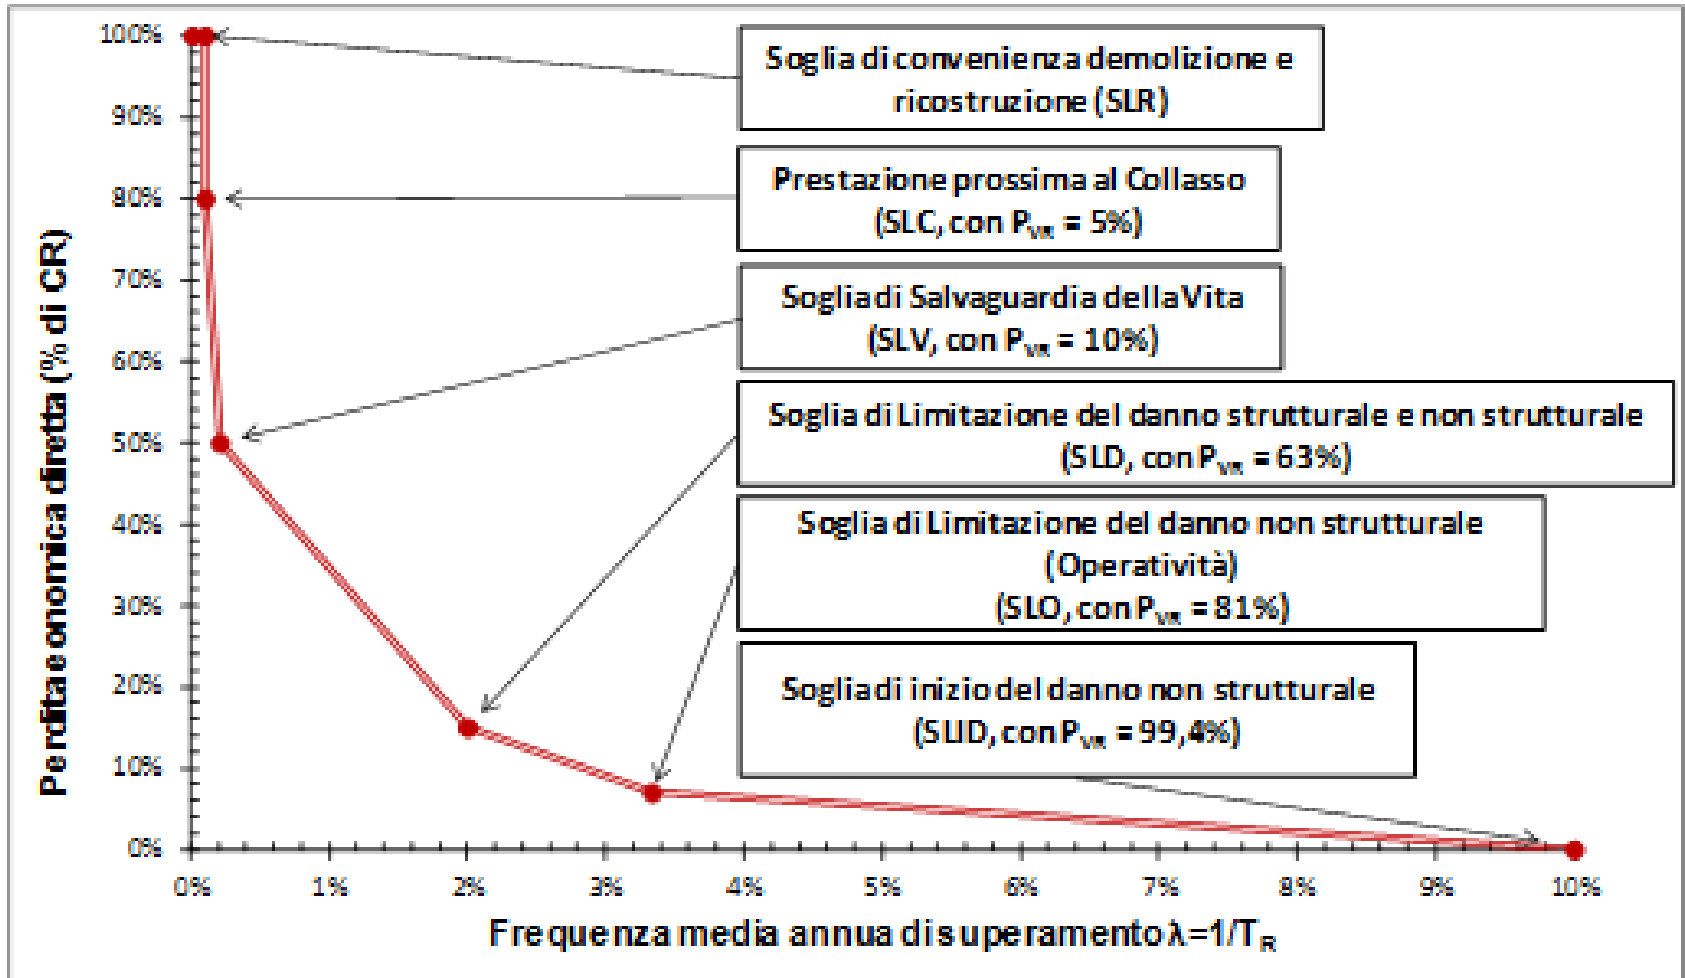 100%
90%
80%
70%
60%
50%
40%
30%
20%
10%
0%
Perdita economica diretta (% di CR)
Soglia di convenienza demolizione e
ricostruzione (SLR)
Prestazione prossima al Collasso
(SLC, con PVR = 5%)
Soglia di Salvaguardia della Vita
(SLV, con PVR = 10%)
Soglia di Limitazione del danno strutturale e non strutturale
(SLD, con PVR = 63%)
Soglia di Limitazione del danno non strutturale
(Operatività)
(SLO, con PVR = 81%)
Soglia di inizio del danno non strutturale
(SLID, con PVR = 99,4%)
0% 1% 2% 3% 4% 5% 6% 7% 8% 9% 10%
Frequenza media annua di superamento λ=1/TR